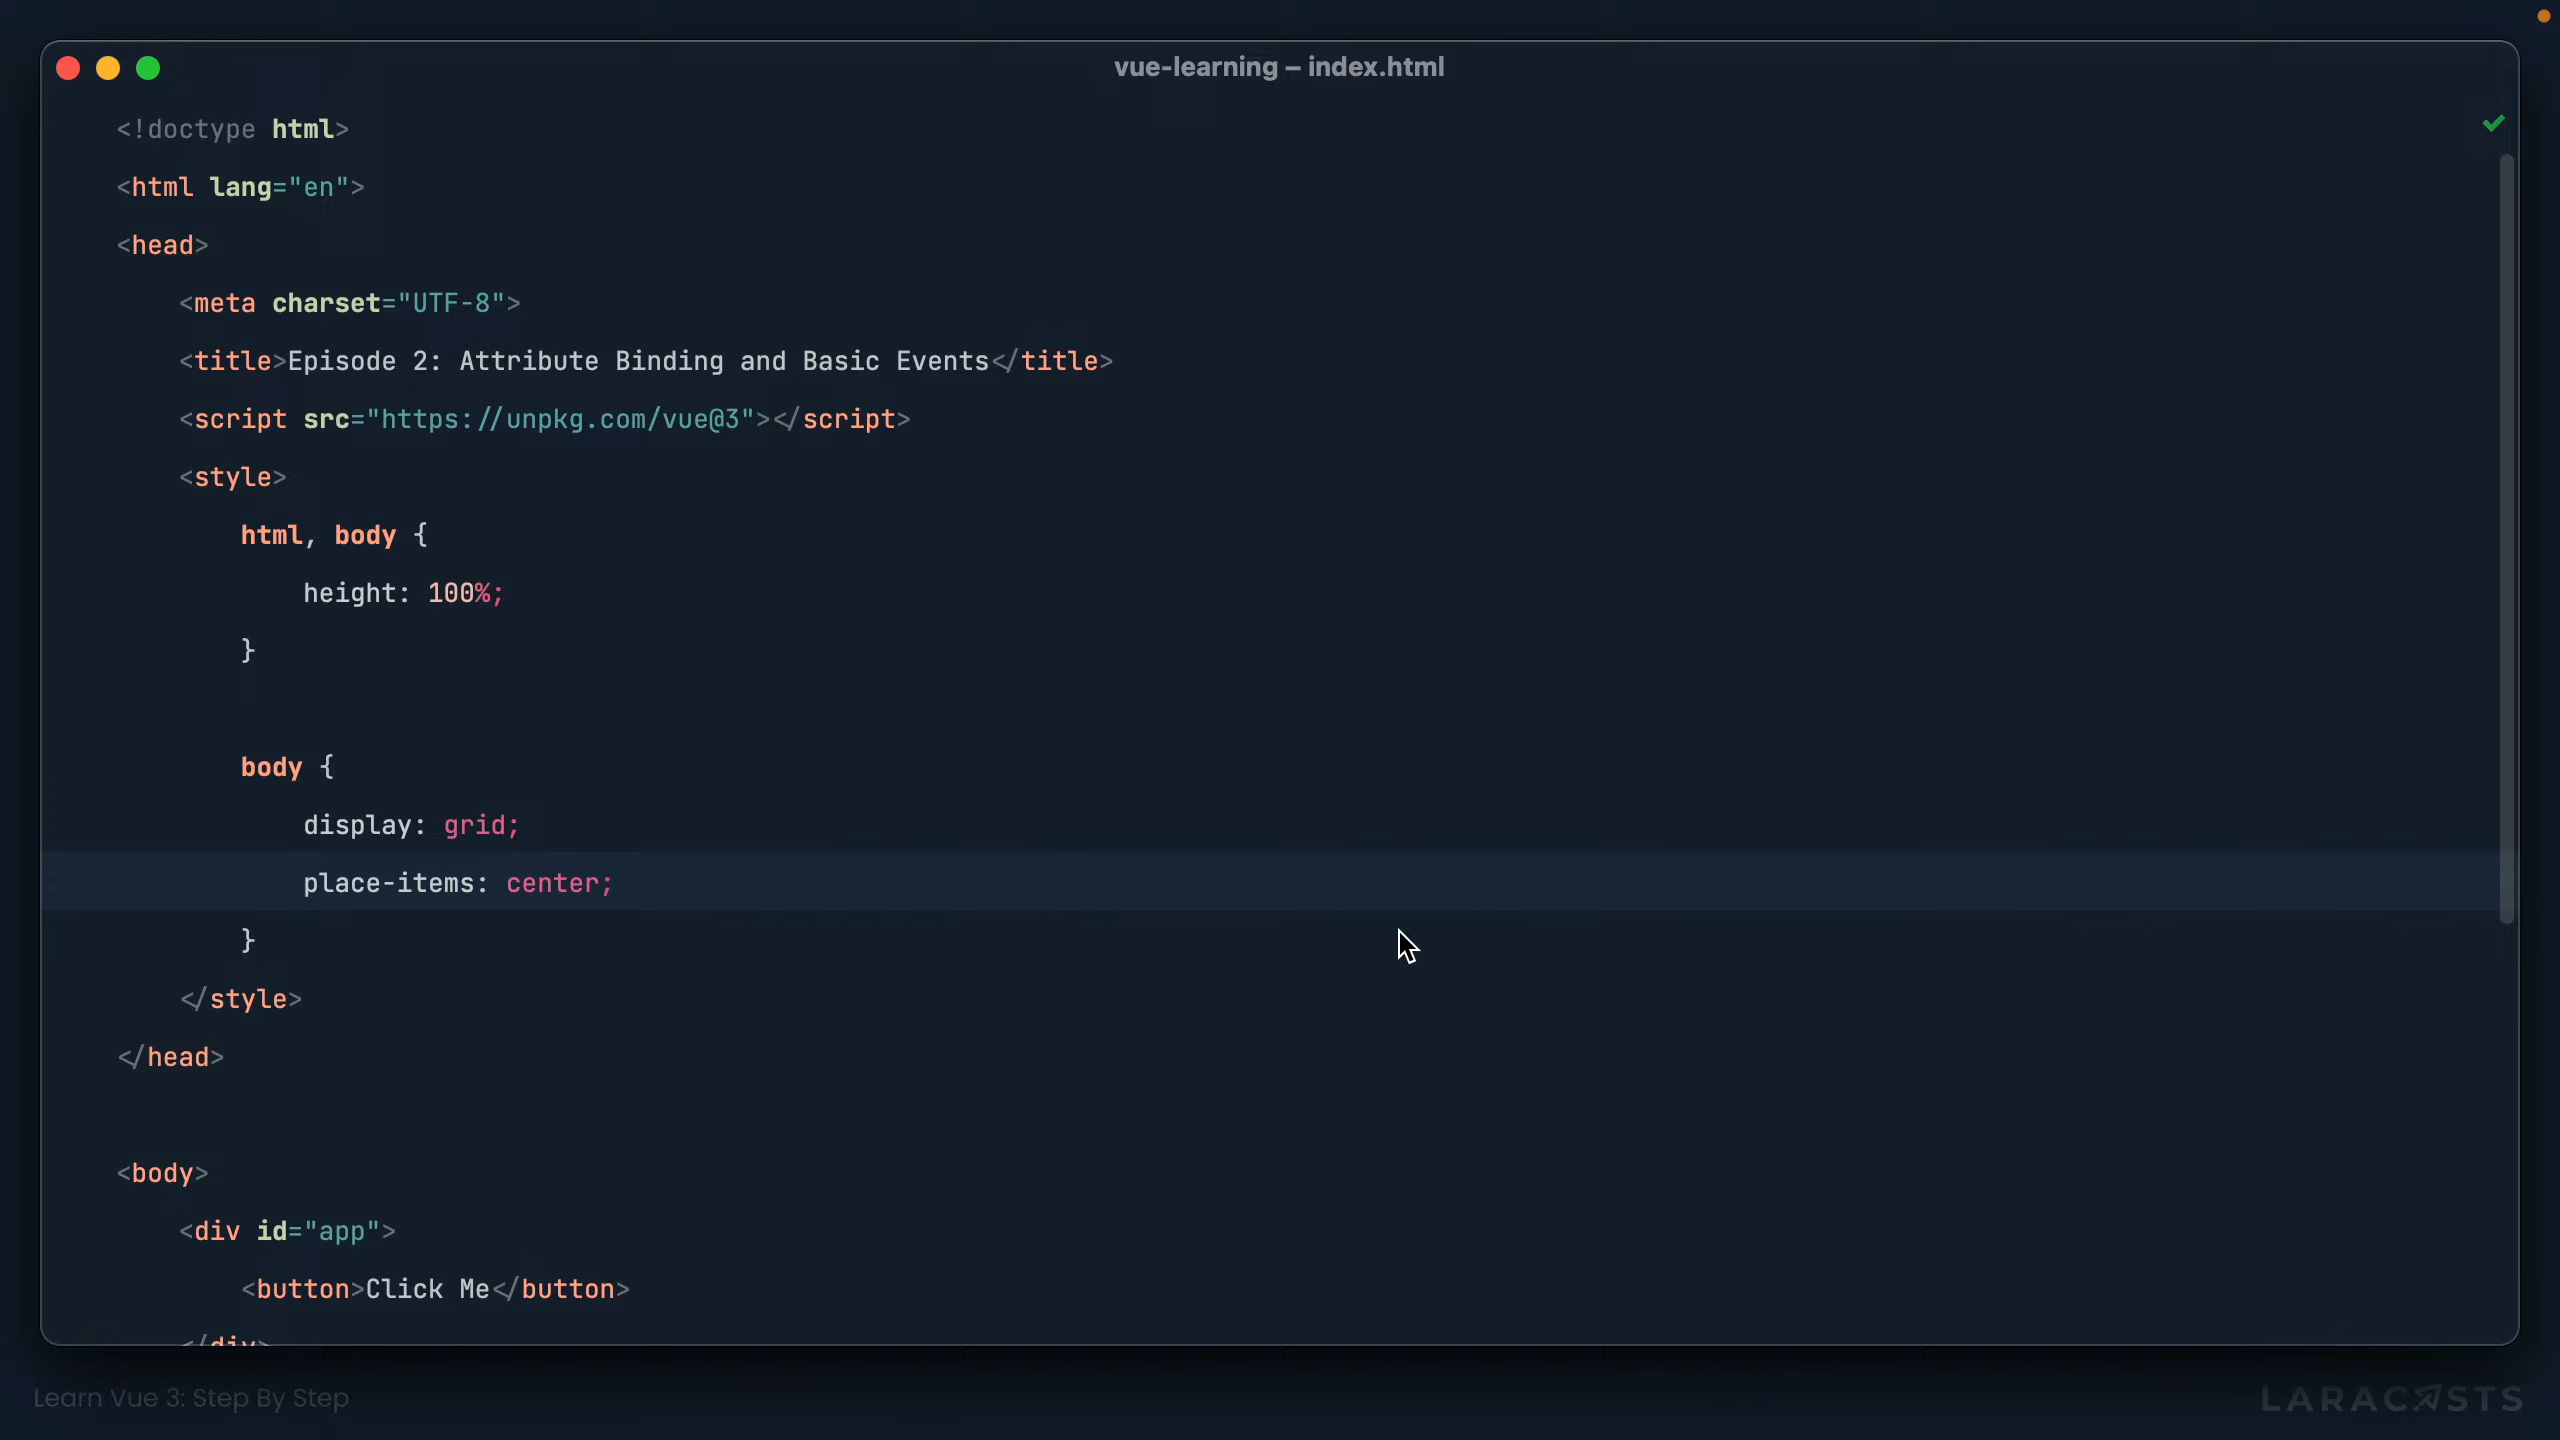 vue-learning – index.html
<!doctype html>
<html lang="en">
<head>
    <meta charset="UTF-8">
    <title>Episode 2: Attribute Binding and Basic Events</title>
    <script src="https://unpkg.com/vue@3"></script>
    <style>
        html, body {
            height: 100%;
        }
        body {
            display: grid;
            place-items: center;
        }
    </style>
</head>
<body>
    <div id="app">
        <button>Click Me</button>
    </div>
Learn Vue 3: Step By Step
LARACASTS